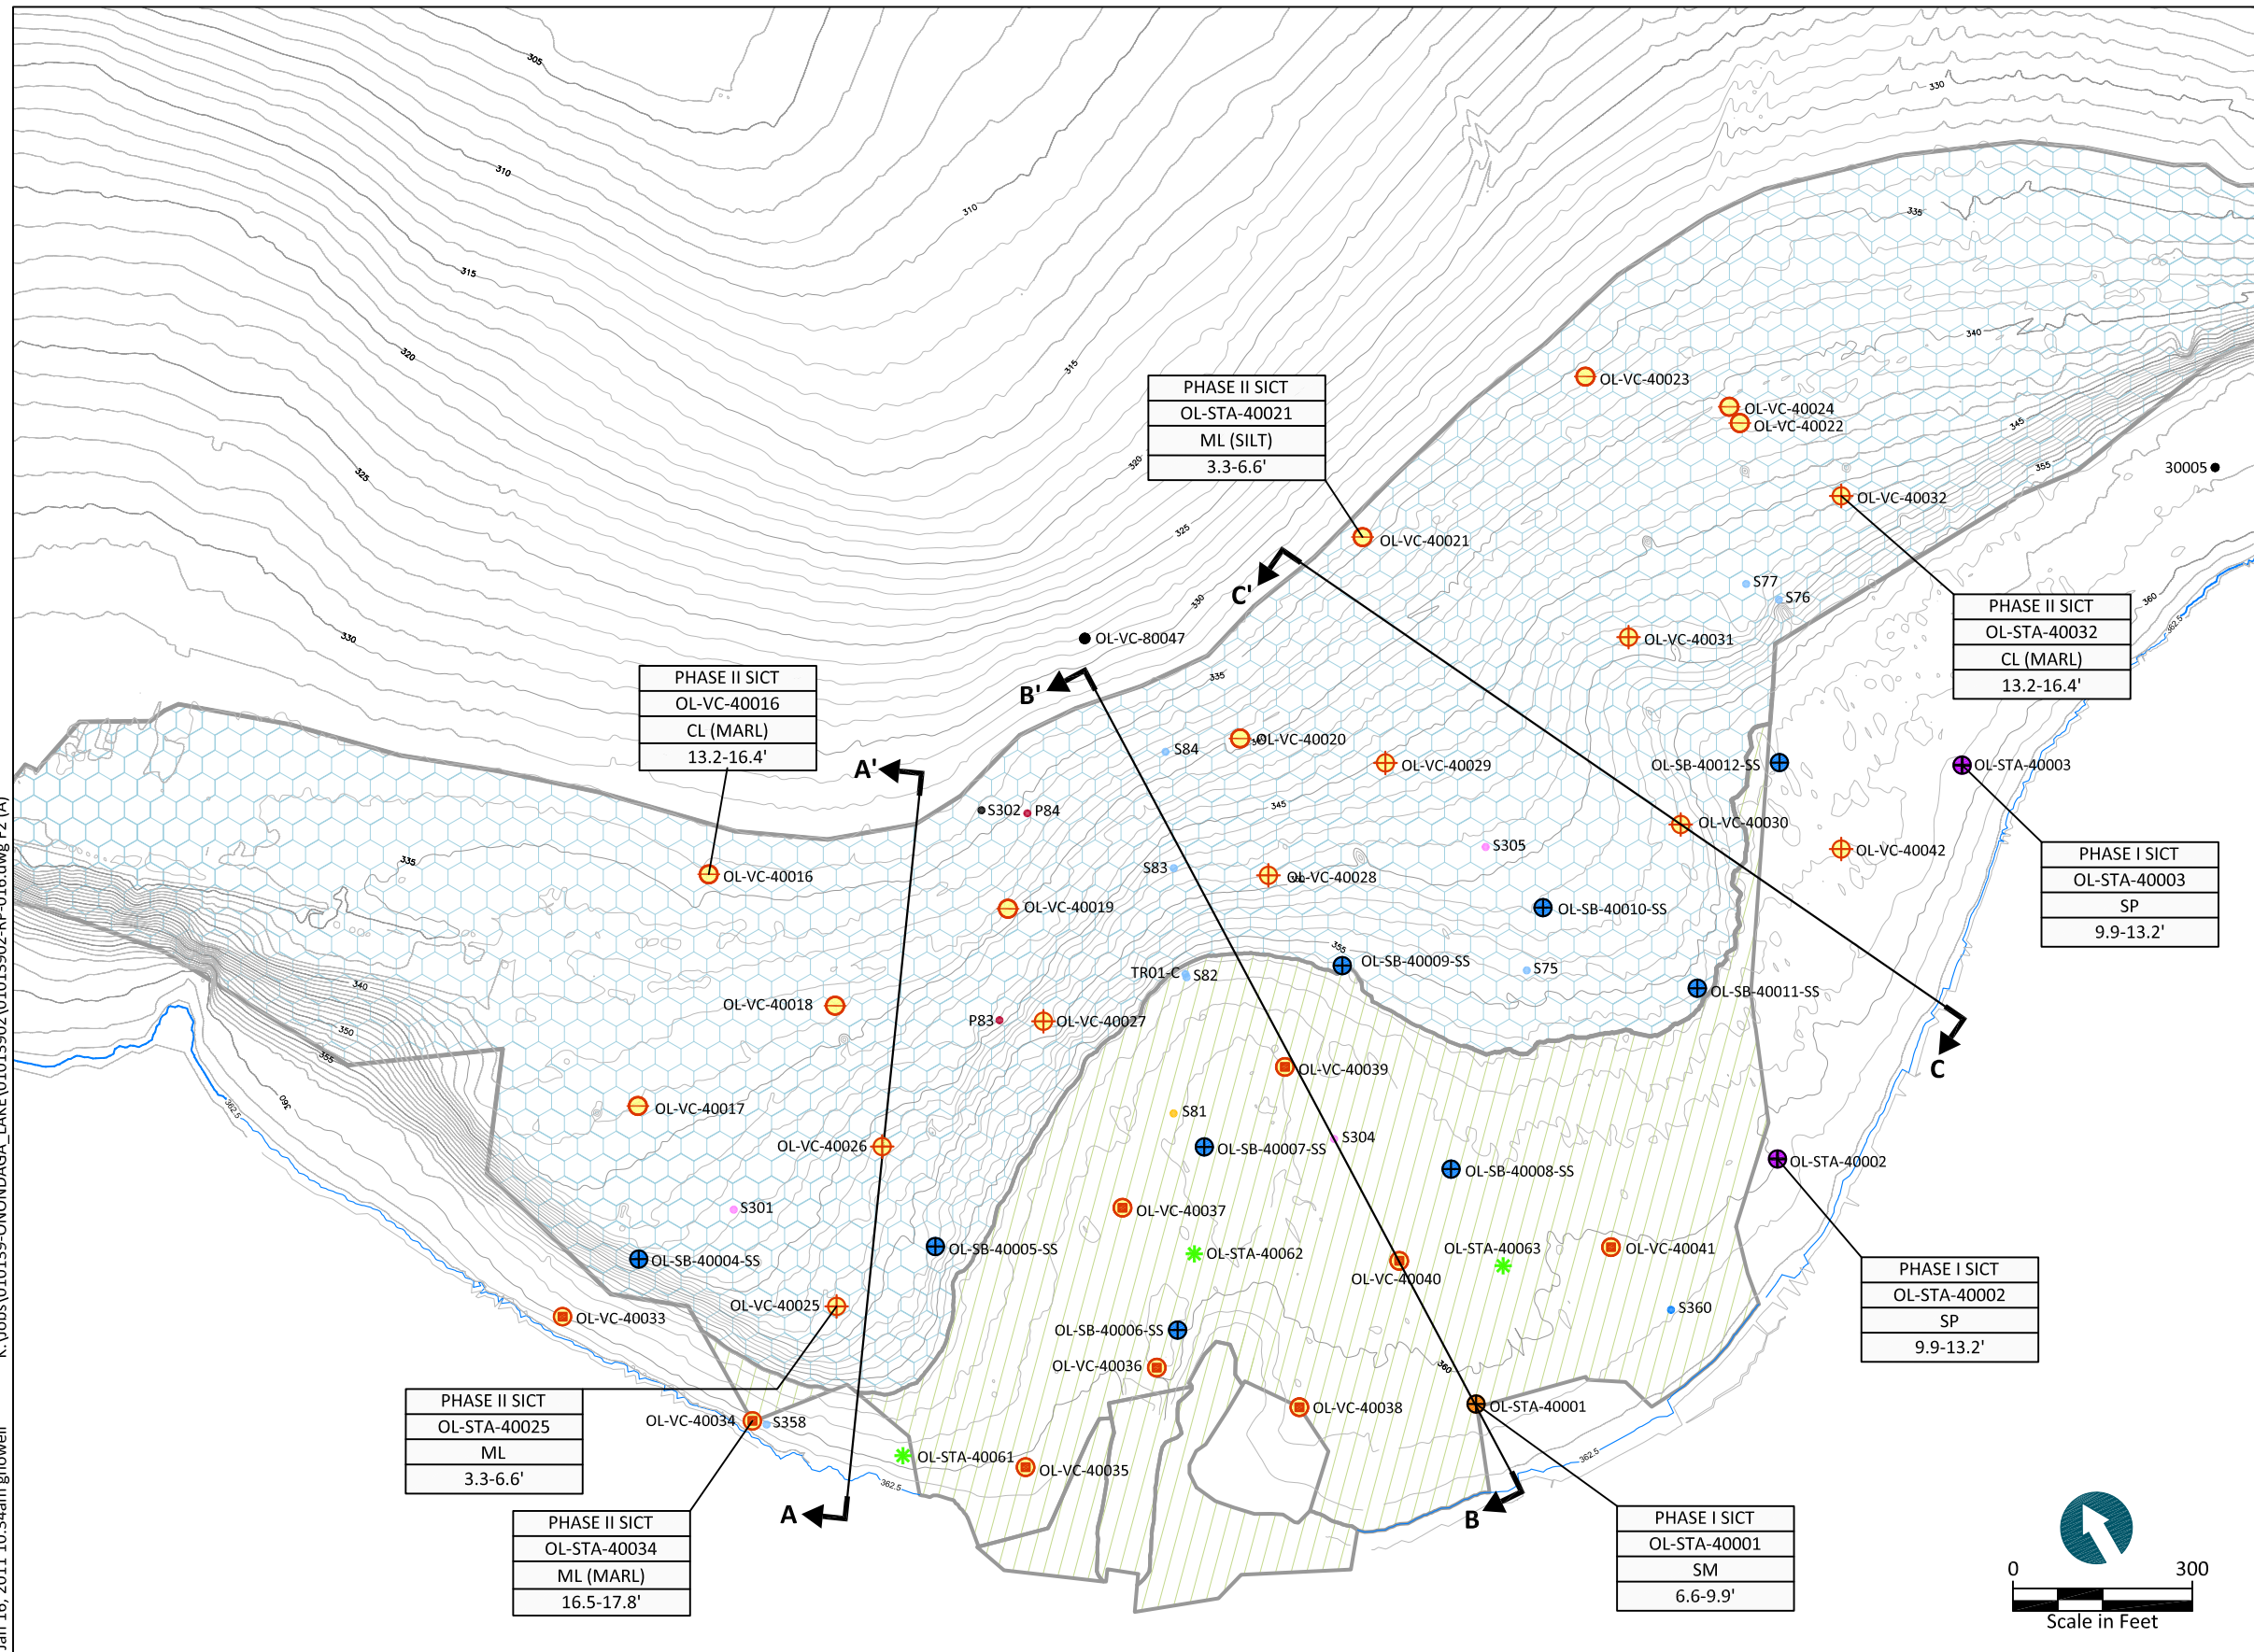 305
330
310
310
335
315
320
340
315
PHASE II SICT
OL-STA-40021
ML (SILT)
3.3-6.6'
OL-VC-40023
OL-VC-40024
OL-VC-40022
345
355
320
325
30005
OL-VC-40032
325
OL-VC-40021
C'
330
S77
S76
360
362.5
PHASE II SICT
OL-STA-40032
CL (MARL)
13.2-16.4'
330
OL-VC-80047
OL-VC-40031
B'
335
PHASE II SICT
OL-VC-40016
CL (MARL)
13.2-16.4'
A'
S84
OL-VC-40020
OL-VC-40029
OL-SB-40012-SS
OL-STA-40003
S302
P84
345
OL-VC-40030
S305
OL-VC-40042
PHASE I SICT
OL-STA-40003
SP
9.9-13.2'
335
OL-VC-40016
S83
OL-VC-40028
OL-VC-40019
OL-SB-40010-SS
355
OL-SB-40009-SS
TR01-C
S82
S75
340
OL-SB-40011-SS
OL-VC-40018
P83
OL-VC-40027
350
355
OL-VC-40039
C
360
362.5
OL-VC-40017
S81
S304
OL-VC-40026
OL-SB-40007-SS
OL-SB-40008-SS
OL-STA-40002
S301
OL-VC-40037
OL-SB-40004-SS
OL-SB-40005-SS
OL-STA-40062
OL-STA-40063
OL-VC-40041
OL-VC-40040
PHASE I SICT
OL-STA-40002
SP
9.9-13.2'
OL-VC-40025
S360
OL-VC-40033
OL-SB-40006-SS
OL-VC-40036
360
PHASE II SICT
OL-STA-40025
ML
3.3-6.6'
OL-VC-40034
S358
OL-VC-40038
OL-STA-40001
OL-STA-40061
OL-VC-40035
362.5
362.5
A
B
PHASE II SICT
OL-STA-40034
ML (MARL)
16.5-17.8'
PHASE I SICT
OL-STA-40001
SM
6.6-9.9'
0 300
Scale in Feet